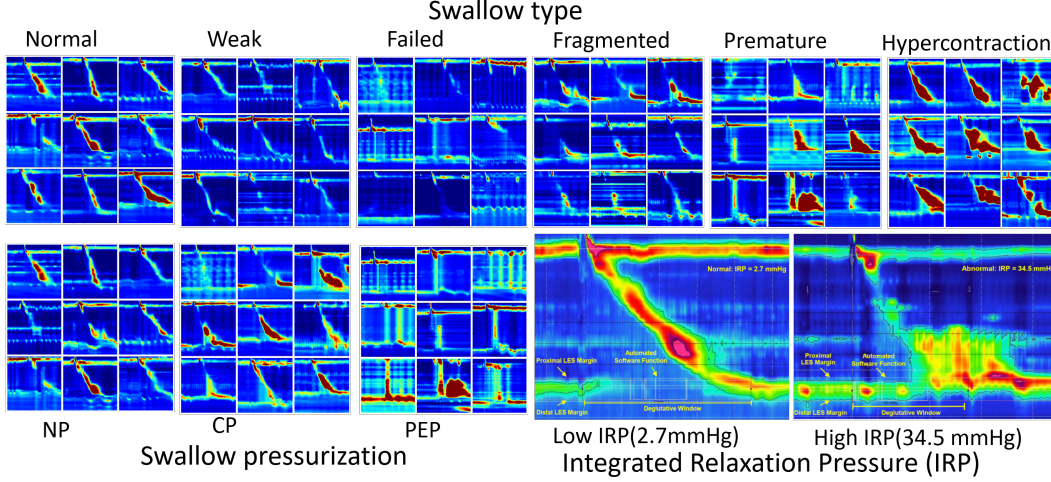 Swallow type
Normal Weak Failed Fragmented Premature Hypercontraction
Normal: IRP = 2.7 mmHg
Abnormal: IRP = 34.5 mmH
Proximal LES Margin
Automated Software Function
Distal LES Margin
Deglutative Window
Proximal LES Margin
Automated Software Function
Distal LES Margin
Deglutative Window
NP CP PEP
Low IRP(2.7mmHg) High IRP(34.5 mmHg)
Swallow pressurization
Integrated Relaxation Pressure (IRP)